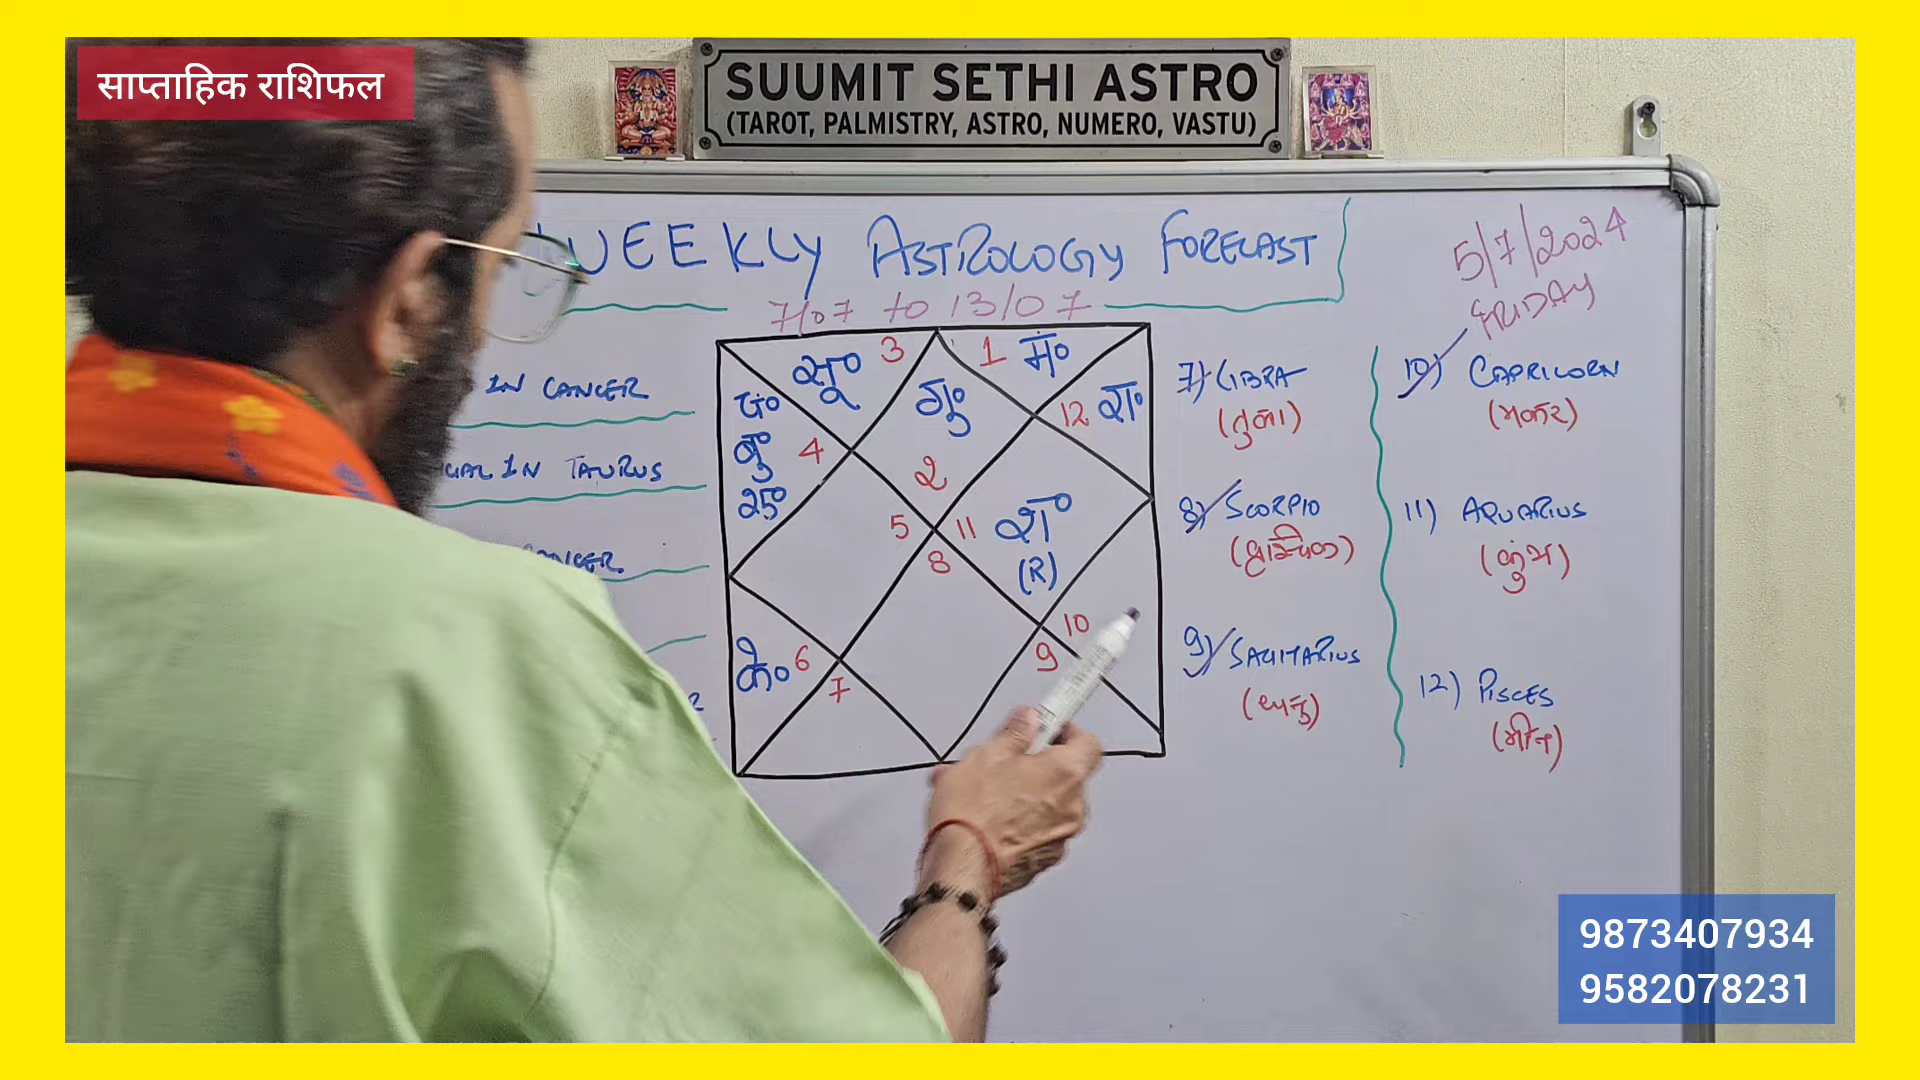 साप्ताहिक राशिफल
SUUMIT SETHI ASTRO
(TAROT, PALMISTRY, ASTRO, NUMERO, VASTU)
WEEKLY ASTROLOGY FORECAST
7/07 to 13/07
5/7/2024
FRIDAY
IN CANCER
IN TAURUS
सू० 3
1 मं०
चं०
बु० 4
शु०
गु०
2
12 रा०
5
11 श०
(R)
8
के० 6
7
10
9
7) LIBRA
(तुला)
8) SCORPIO
(वृश्चिक)
9) SAGITARIUS
(धनु)
10) CAPRICORN
(मकर)
11) AQUARIUS
(कुंभ)
12) PISCES
(मीन)
9873407934
9582078231